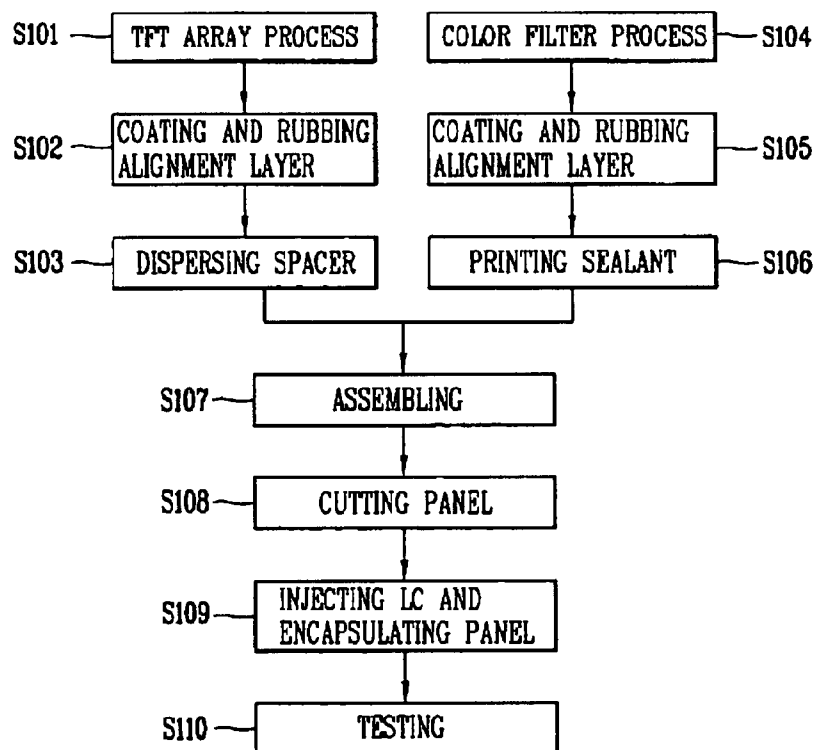 S101
TFT ARRAY PROCESS
COLOR FILTER PROCESS
S104
S102
COATING AND RUBBING
ALIGNMENT LAYER
COATING AND RUBBING
ALIGNMENT LAYER
S105
S103
DISPERSING SPACER
PRINTING SEALANT
S106
S107
ASSEMBLING
S108
CUTTING PANEL
S109
INJECTING LC AND
ENCAPSULATING PANEL
S110
TESTING